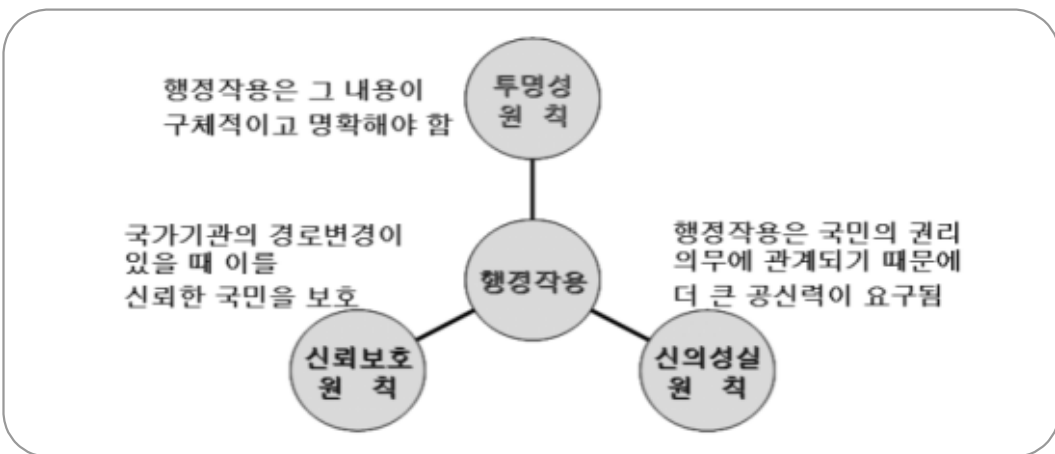 행정작용은 그 내용이
구체적이고 명확해야 함
투명성
원 칙
국가기관의 경로변경이
있을 때 이를
신뢰한 국민을 보호
행정작용은 국민의 권리
의무에 관계되기 때문에
더 큰 공신력이 요구됨
행경작용
신뢰보호
원 칙
신의성실
원 칙